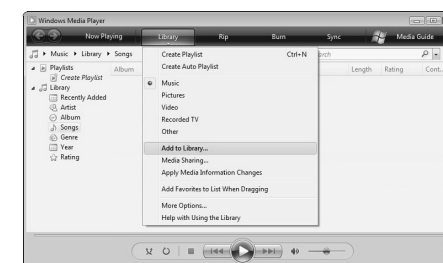 Windows Media Player
Now Playing Library Rip Burn Sync Media Guide
Music Library Songs
Playlists
Create Playlist
Library
Recently Added
Artist
Album
Songs
Genre
Year
Rating
Album
Create Playlist Ctrl+N
Create Auto Playlist
Music
Pictures
Video
Recorded TV
Other
Add to Library...
Media Sharing...
Apply Media Information Changes
Add Favorites to List When Dragging
More Options...
Help with Using the Library
Length Rating Cont...